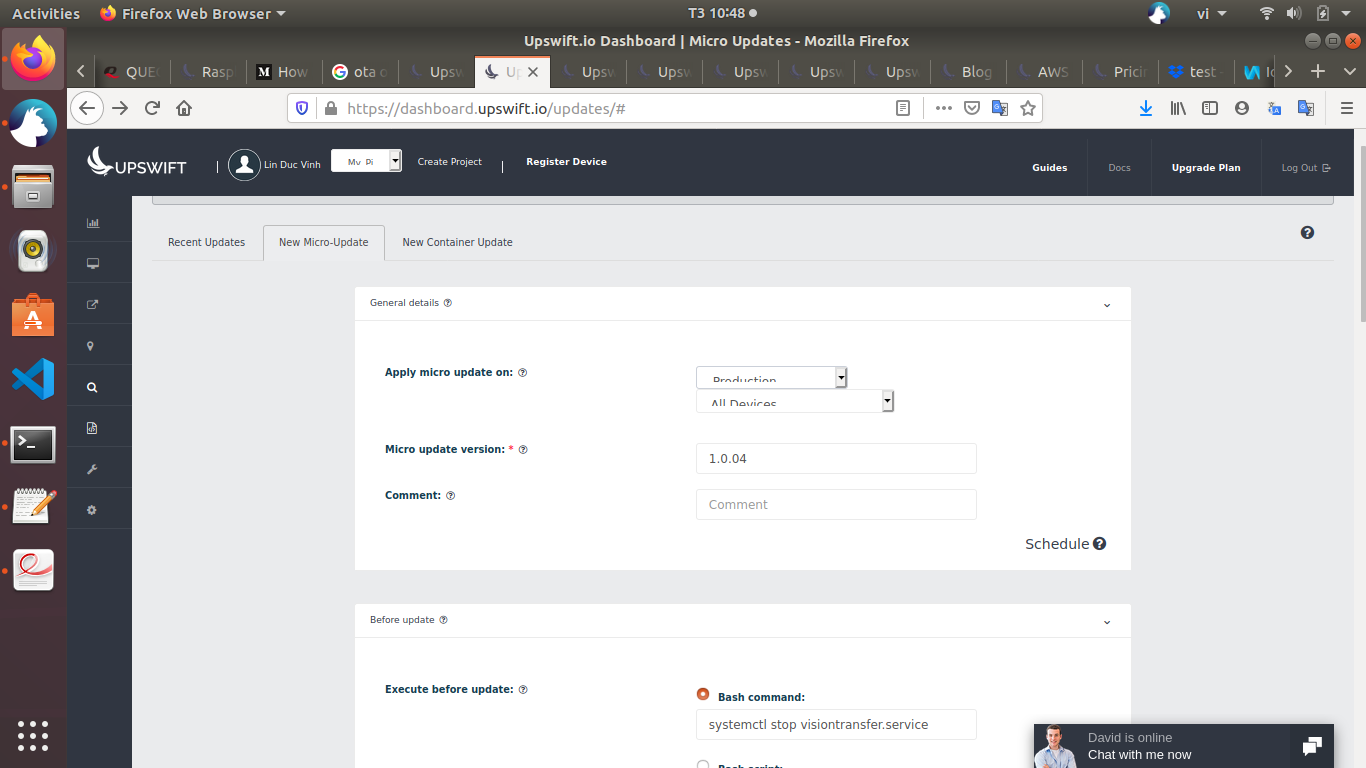 Activities Firefox Web Browser T3 10:48 vi
Upswift.io Dashboard | Micro Updates - Mozilla Firefox
QUE Rasp M How G ota o Upsw Up Upsw Upsw Upsw Upsw Upsw Blog AWS Pricin test -
https://dashboard.upswift.io/updates/#
UPSWIFT | Lin Duc Vinh My Pi Create Project | Register Device Guides Docs Upgrade Plan Log Out
Recent Updates New Micro-Update New Container Update
General details
Apply micro update on: Production
All Devices
Micro update version: * 1.0.04
Comment: Comment
Schedule
Before update
Execute before update: Bash command:
systemctl stop visiontransfer.service
Bash script:
David is online
Chat with me now